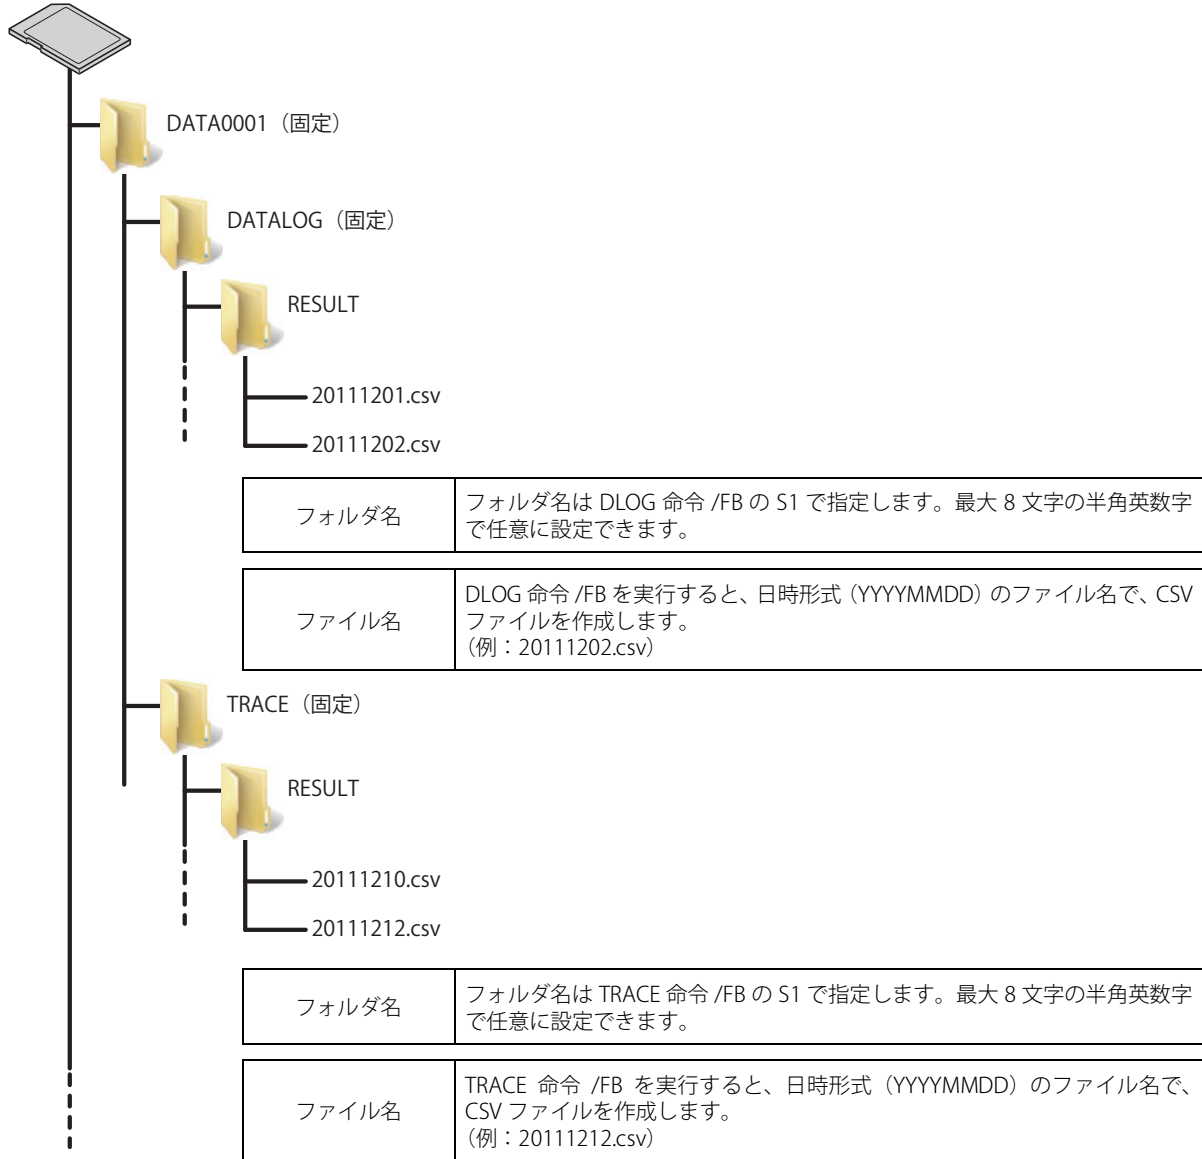 DATA0001（固定）
DATALOG（固定）
RESULT
20111201.csv
20111202.csv
フォルダ名
フォルダ名は DLOG 命令 /FB の S1 で指定します。最大 8 文字の半角英数字
で任意に設定できます。
ファイル名
DLOG 命令 /FB を実行すると、日時形式（YYYYMMDD）のファイル名で、CSV
ファイルを作成します。
（例：20111202.csv）
TRACE（固定）
RESULT
20111210.csv
20111212.csv
フォルダ名
フォルダ名は TRACE 命令 /FB の S1 で指定します。最大 8 文字の半角英数字
で任意に設定できます。
ファイル名
TRACE 命令 /FB を実行すると、日時形式（YYYYMMDD）のファイル名で、
CSV ファイルを作成します。
（例：20111212.csv）